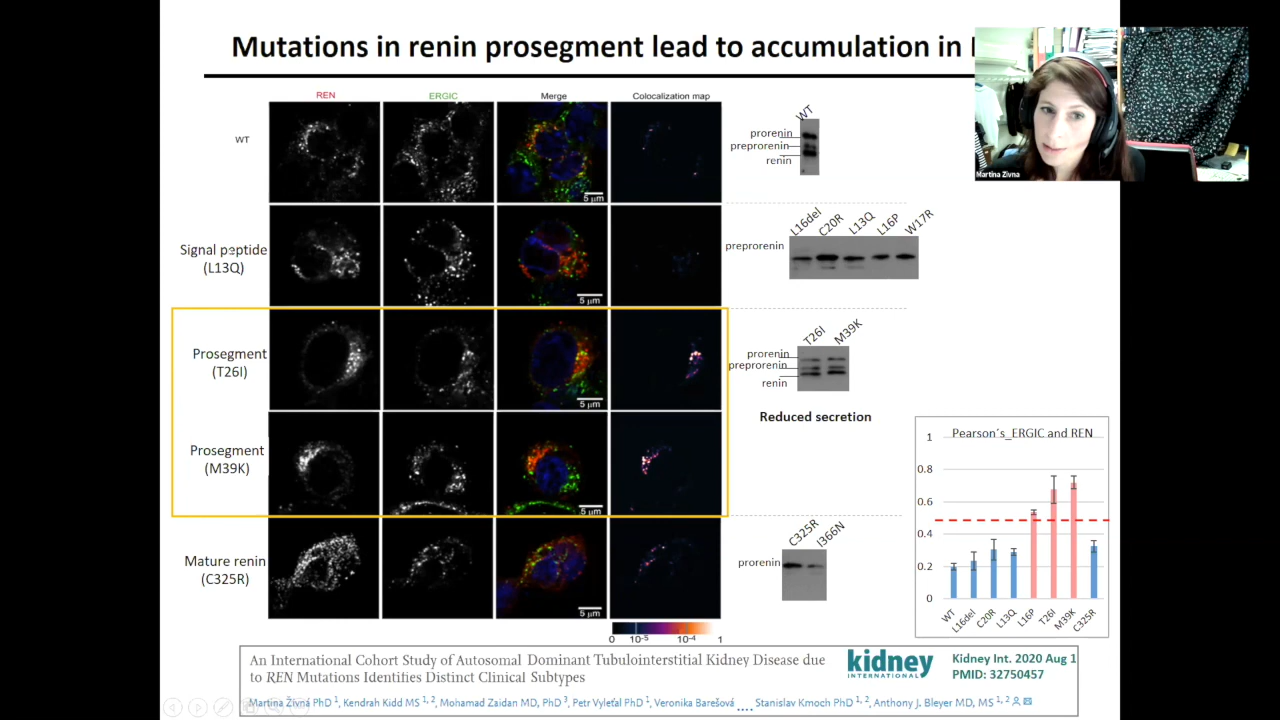 Mutations in renin prosegment lead to accumulation in
REN
ERGIC
Merge
Colocalization map
WT
5 µm
WT
prorenin
preprorenin
renin
Martina Zivna
Signal peptide
(L13Q)
5 µm
L16del
C20R
L13Q
L16P
W17R
preprorenin
Prosegment
(T26I)
5 µm
T26I
M39K
prorenin
preprorenin
renin
Reduced secretion
Prosegment
(M39K)
5 µm
Mature renin
(C325R)
5 µm
C325R
I366N
prorenin
0 10⁻⁵ 10⁻⁴ 1
Pearson´s_ERGIC and REN
1
0.8
0.6
0.4
0.2
0
WT
L16del
C20R
L13Q
L16P
T26I
M39K
C325R
An International Cohort Study of Autosomal Dominant Tubulointerstitial Kidney Disease due
to REN Mutations Identifies Distinct Clinical Subtypes
kidney
INTERNATIONAL
Kidney Int. 2020 Aug 1
PMID: 32750457
Martina Živná PhD ¹, Kendrah Kidd MS ¹, ², Mohamad Zaidan MD, PhD ³, Petr Vyleťal PhD ¹, Veronika Barešová .... Stanislav Kmoch PhD ¹, ², Anthony J. Bleyer MD, MS ¹, ²